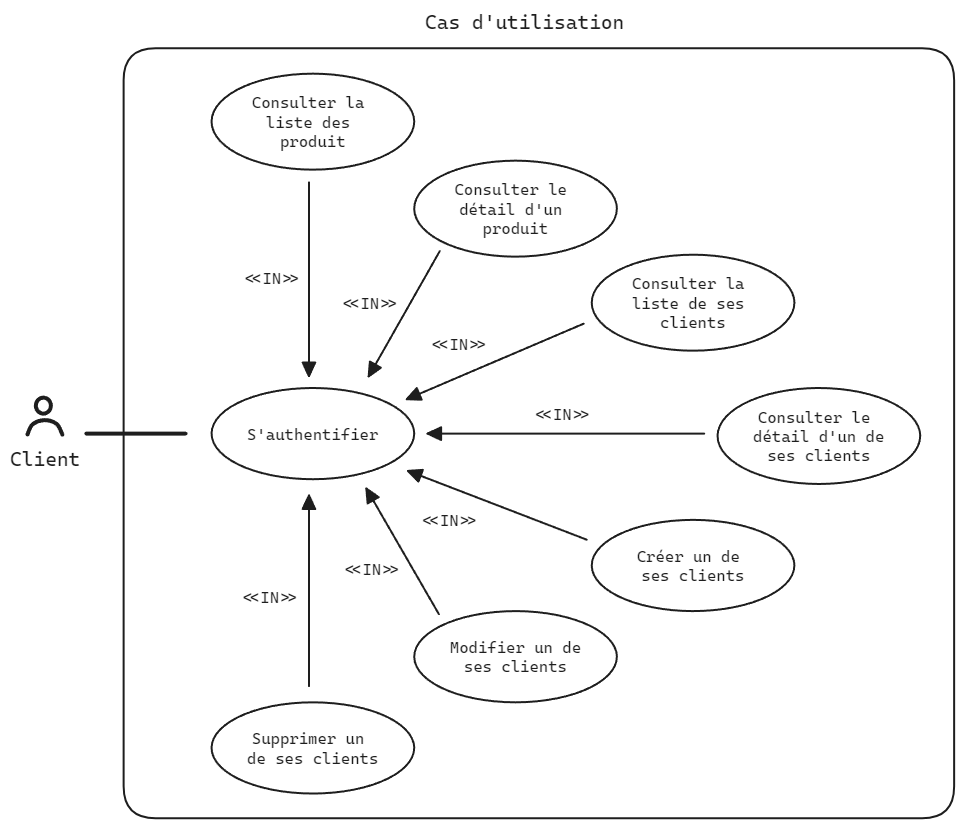 Cas d'utilisation
Consulter la
liste des
produit
Consulter le
détail d'un
produit
<<IN>>
Consulter la
liste de ses
clients
<<IN>>
<<IN>>
<<IN>>
Consulter le
détail d'un de
ses clients
S'authentifier
Client
<<IN>>
Créer un de
ses clients
<<IN>>
<<IN>>
Modifier un de
ses clients
Supprimer un
de ses clients